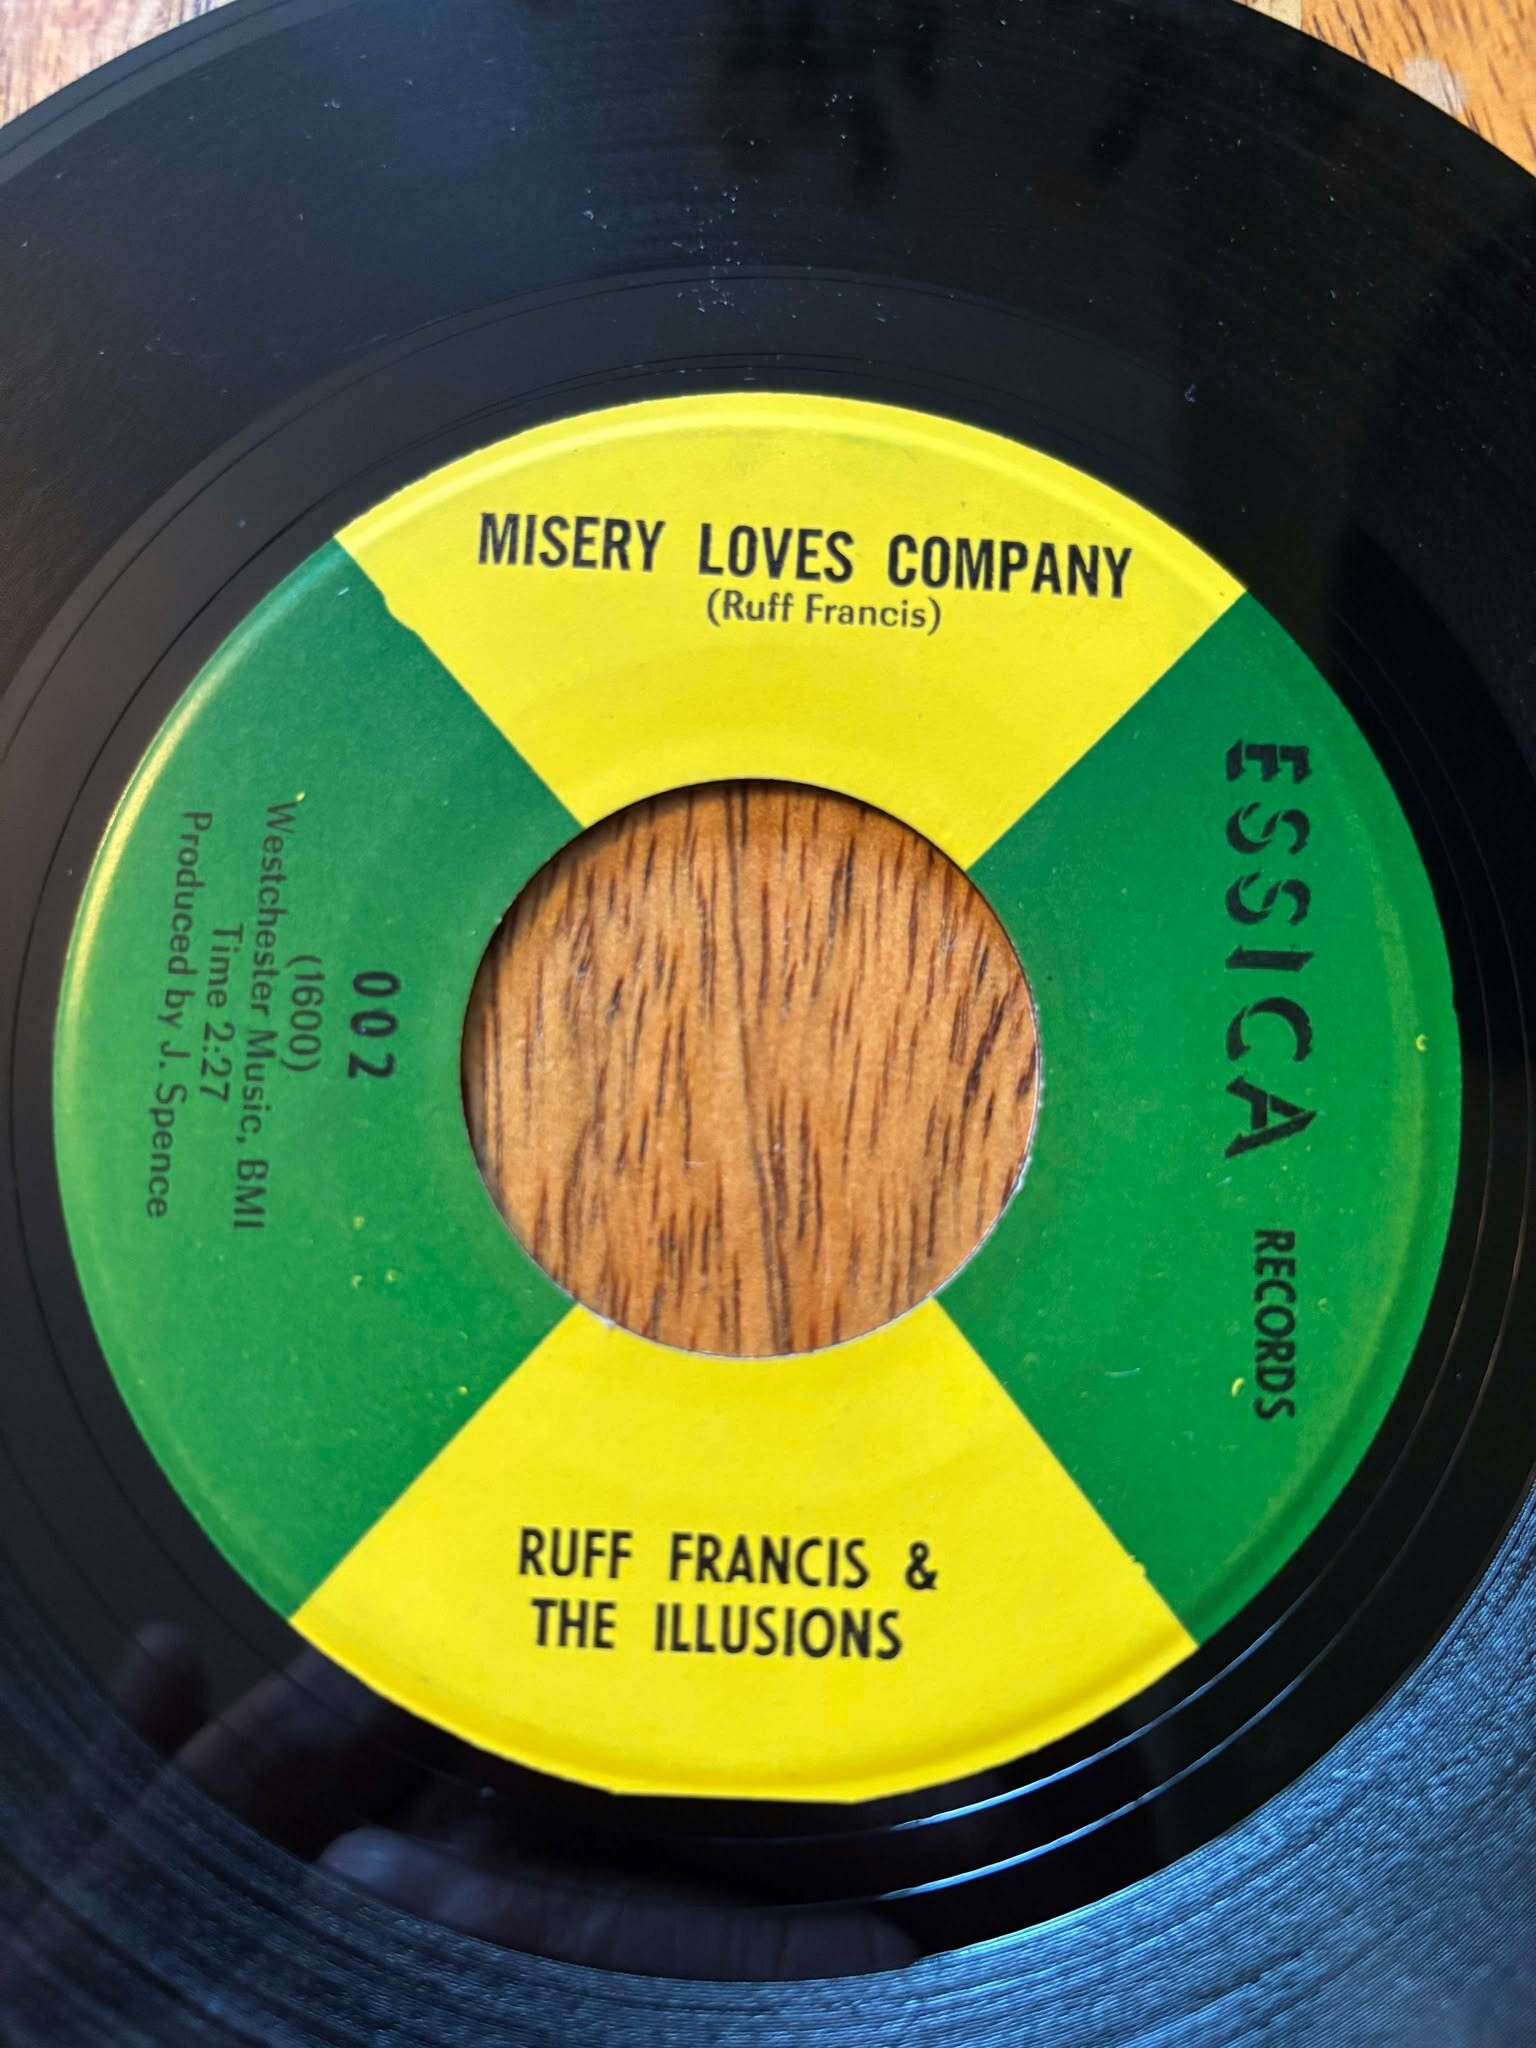 MISERY LOVES COMPANY
(Ruff Francis)
ESSICA RECORDS
002
(1600)
Westchester Music, BMI
Time 2:27
Produced by J. Spence
RUFF FRANCIS &
THE ILLUSIONS